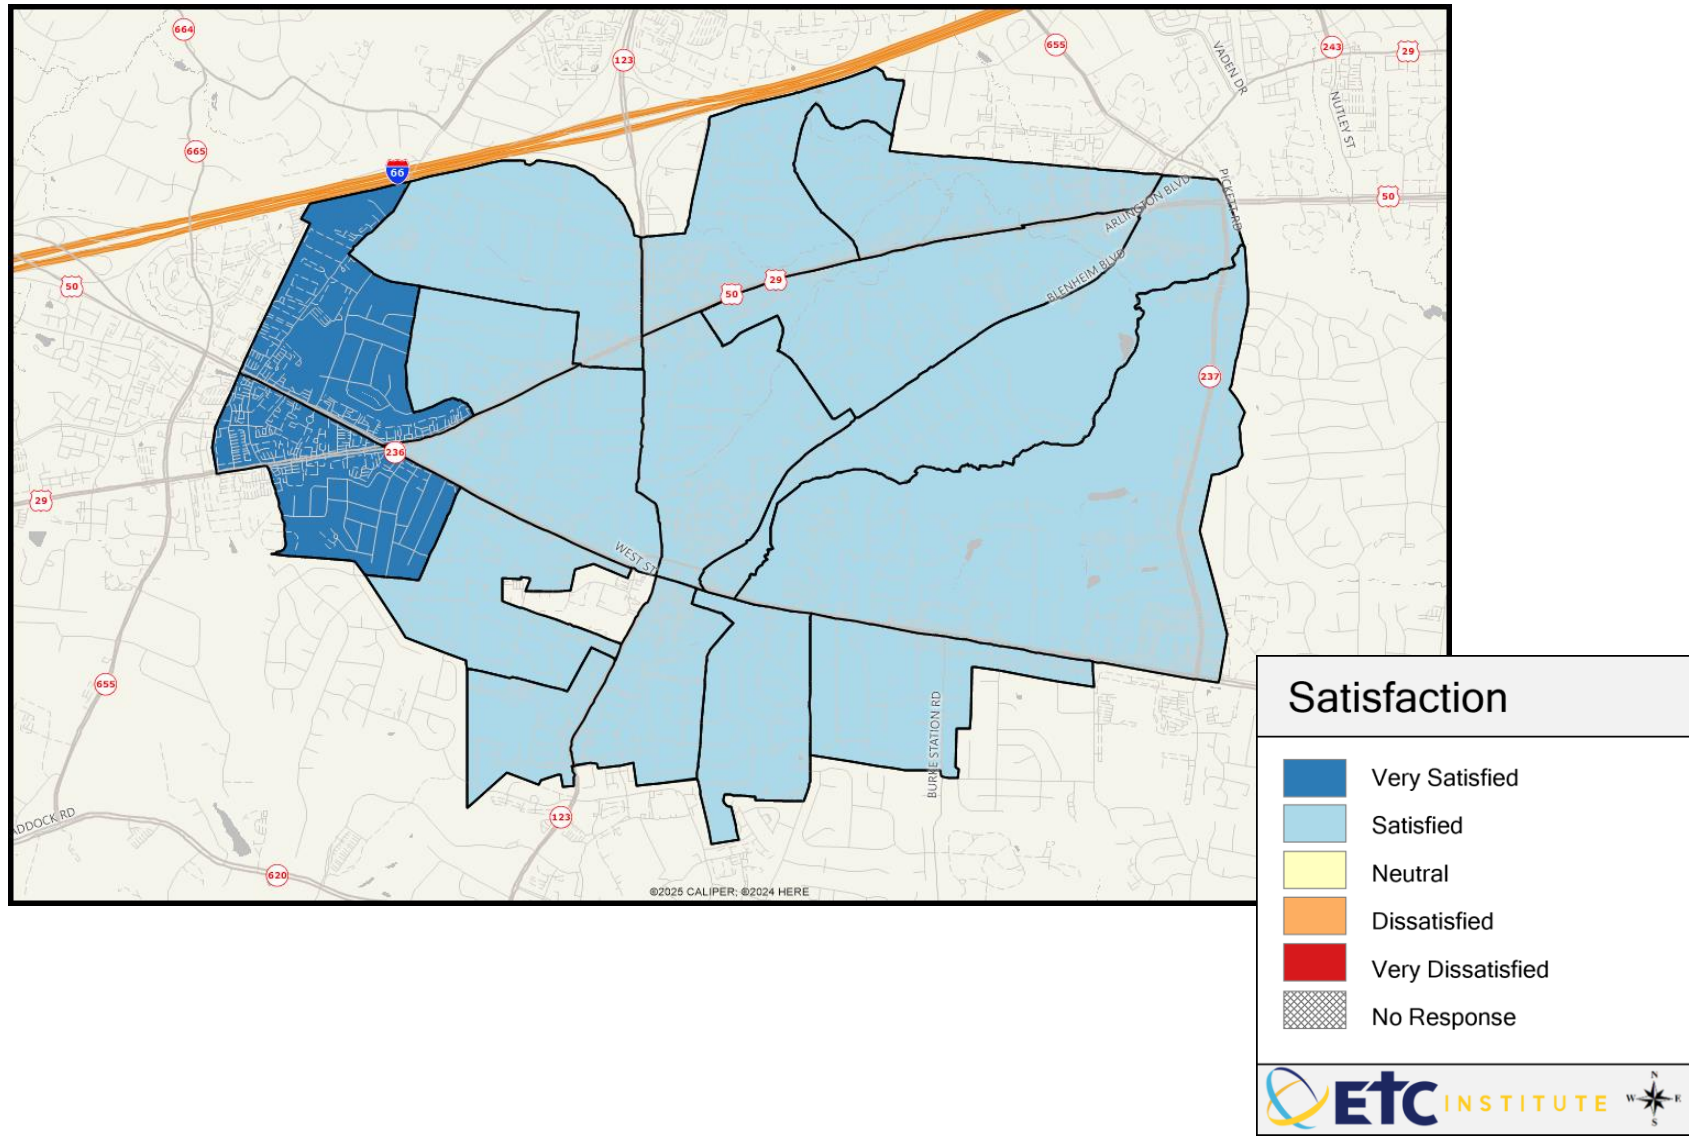 664
123
655
243
29
VADEN DR
NUTLEY ST
665
66
PICKETT RD
50
ARLINGTON BLVD
50
29
50
BLENHEIM BLVD
237
236
29
WEST ST
655
BURKE STATION RD
123
ADDOCK RD
620
©2025 CALIPER; ©2024 HERE
Satisfaction
Very Satisfied
Satisfied
Neutral
Dissatisfied
Very Dissatisfied
No Response
ETC INSTITUTE
N
W E
S